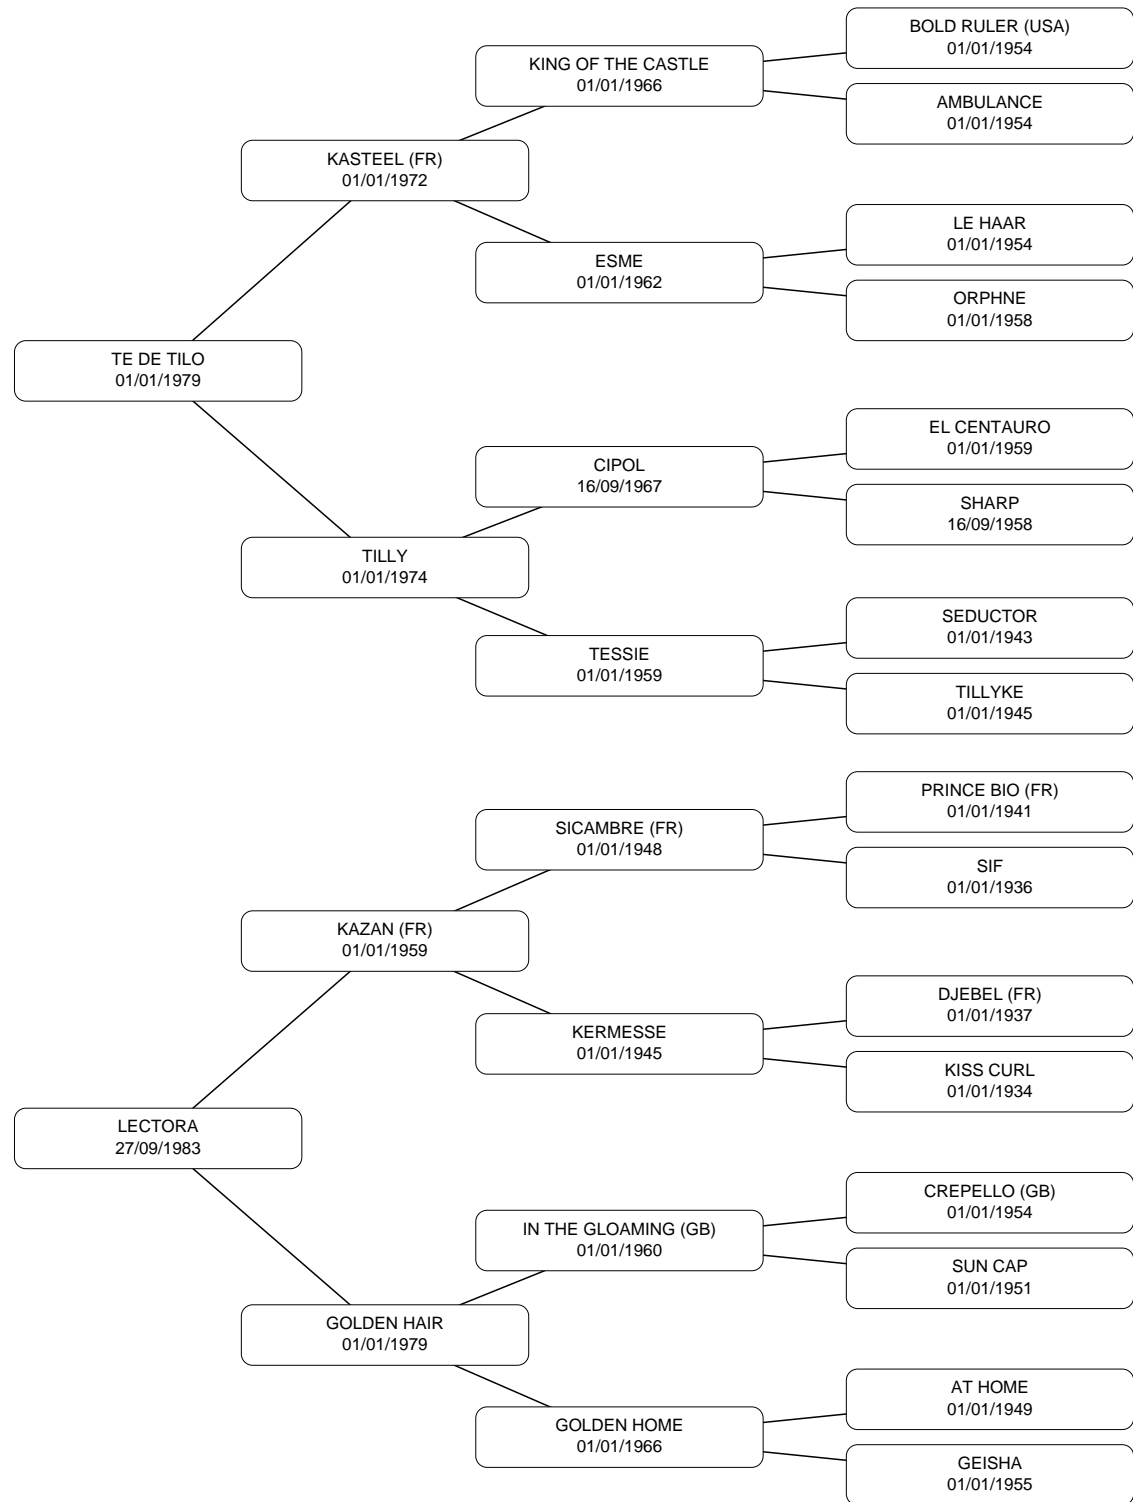 BOLD RULER (USA)
01/01/1954
KING OF THE CASTLE
01/01/1966
AMBULANCE
01/01/1954
KASTEEL (FR)
01/01/1972
LE HAAR
01/01/1954
ESME
01/01/1962
ORPHNE
01/01/1958
TE DE TILO
01/01/1979
EL CENTAURO
01/01/1959
CIPOL
16/09/1967
SHARP
16/09/1958
TILLY
01/01/1974
SEDUCTOR
01/01/1943
TESSIE
01/01/1959
TILLYKE
01/01/1945
PRINCE BIO (FR)
01/01/1941
SICAMBRE (FR)
01/01/1948
SIF
01/01/1936
KAZAN (FR)
01/01/1959
DJEBEL (FR)
01/01/1937
KERMESSE
01/01/1945
KISS CURL
01/01/1934
LECTORA
27/09/1983
CREPELLO (GB)
01/01/1954
IN THE GLOAMING (GB)
01/01/1960
SUN CAP
01/01/1951
GOLDEN HAIR
01/01/1979
AT HOME
01/01/1949
GOLDEN HOME
01/01/1966
GEISHA
01/01/1955